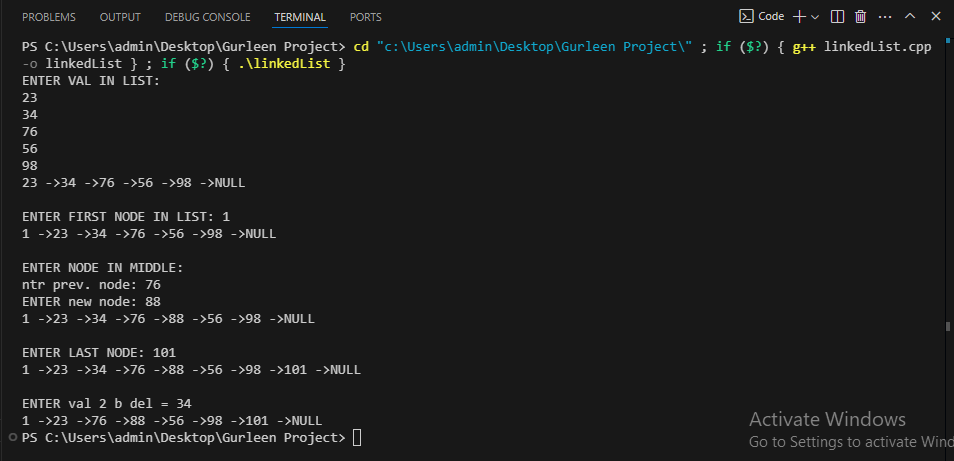 PROBLEMS OUTPUT DEBUG CONSOLE TERMINAL PORTS Code
PS C:\Users\admin\Desktop\Gurleen Project> cd "c:\Users\admin\Desktop\Gurleen Project\" ; if ($?) { g++ linkedList.cpp
-o linkedList } ; if ($?) { .\linkedList }
ENTER VAL IN LIST:
23
34
76
56
98
23 ->34 ->76 ->56 ->98 ->NULL
ENTER FIRST NODE IN LIST: 1
1 ->23 ->34 ->76 ->56 ->98 ->NULL
ENTER NODE IN MIDDLE:
ntr prev. node: 76
ENTER new node: 88
1 ->23 ->34 ->76 ->88 ->56 ->98 ->NULL
ENTER LAST NODE: 101
1 ->23 ->34 ->76 ->88 ->56 ->98 ->101 ->NULL
ENTER val 2 b del = 34
1 ->23 ->76 ->88 ->56 ->98 ->101 ->NULL
PS C:\Users\admin\Desktop\Gurleen Project>
Activate Windows
Go to Settings to activate Wind